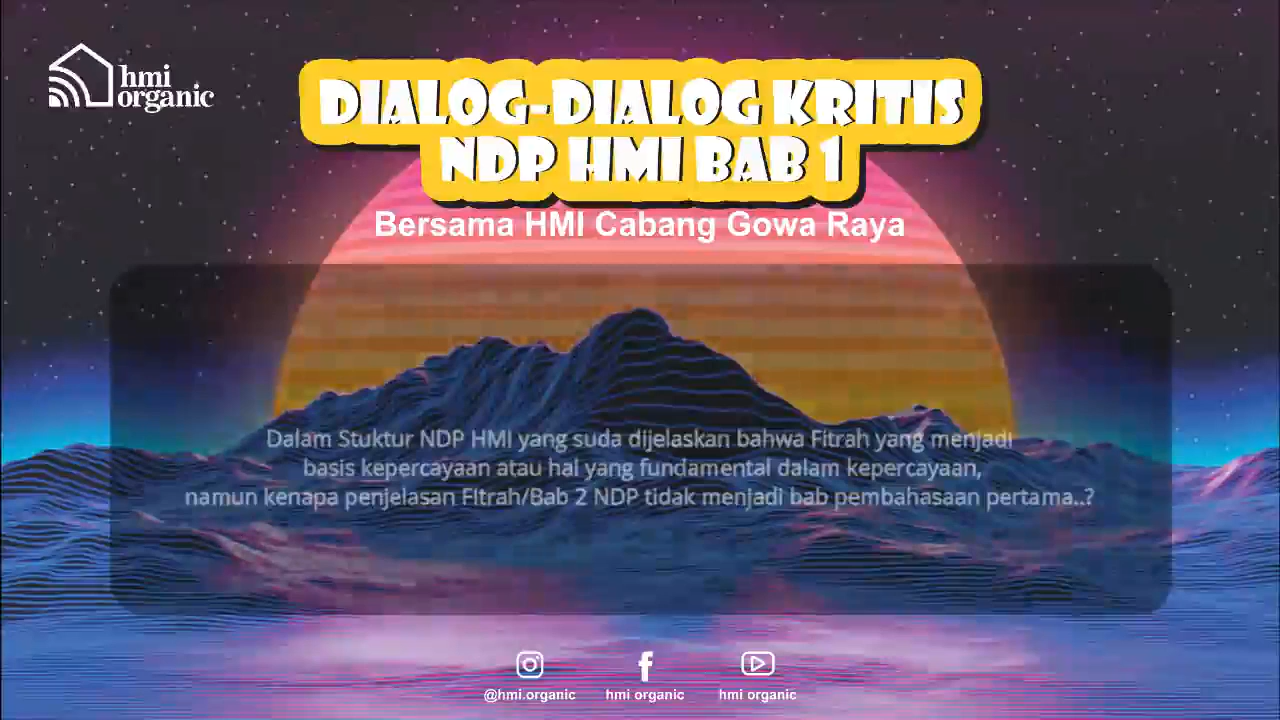 hmi
organic
DIALOG-DIALOG KRITIS
NDP HMI BAB 1
Bersama HMI Cabang Gowa Raya
Dalam Stuktur NDP HMI yang suda dijelaskan bahwa Fitrah yang menjadi
basis kepercayaan atau hal yang fundamental dalam kepercayaan,
namun kenapa penjelasan FItrah/Bab 2 NDP tidak menjadi bab pembahasaan pertama..?
@hmi.organic hmi organic hmi organic